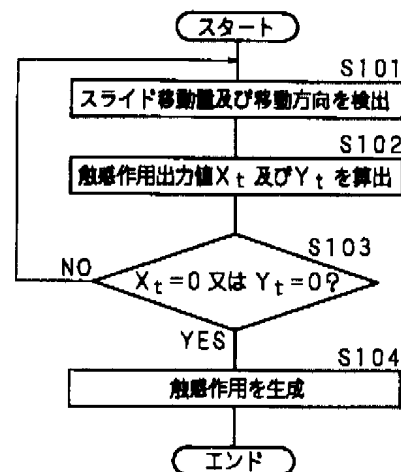 スタート
S101
スライド移動量及び移動方向を検出
S102
触感作用出力値Xt 及びYt を算出
S103
NO
Xt=0 又は Yt=0?
YES
S104
触感作用を生成
エンド